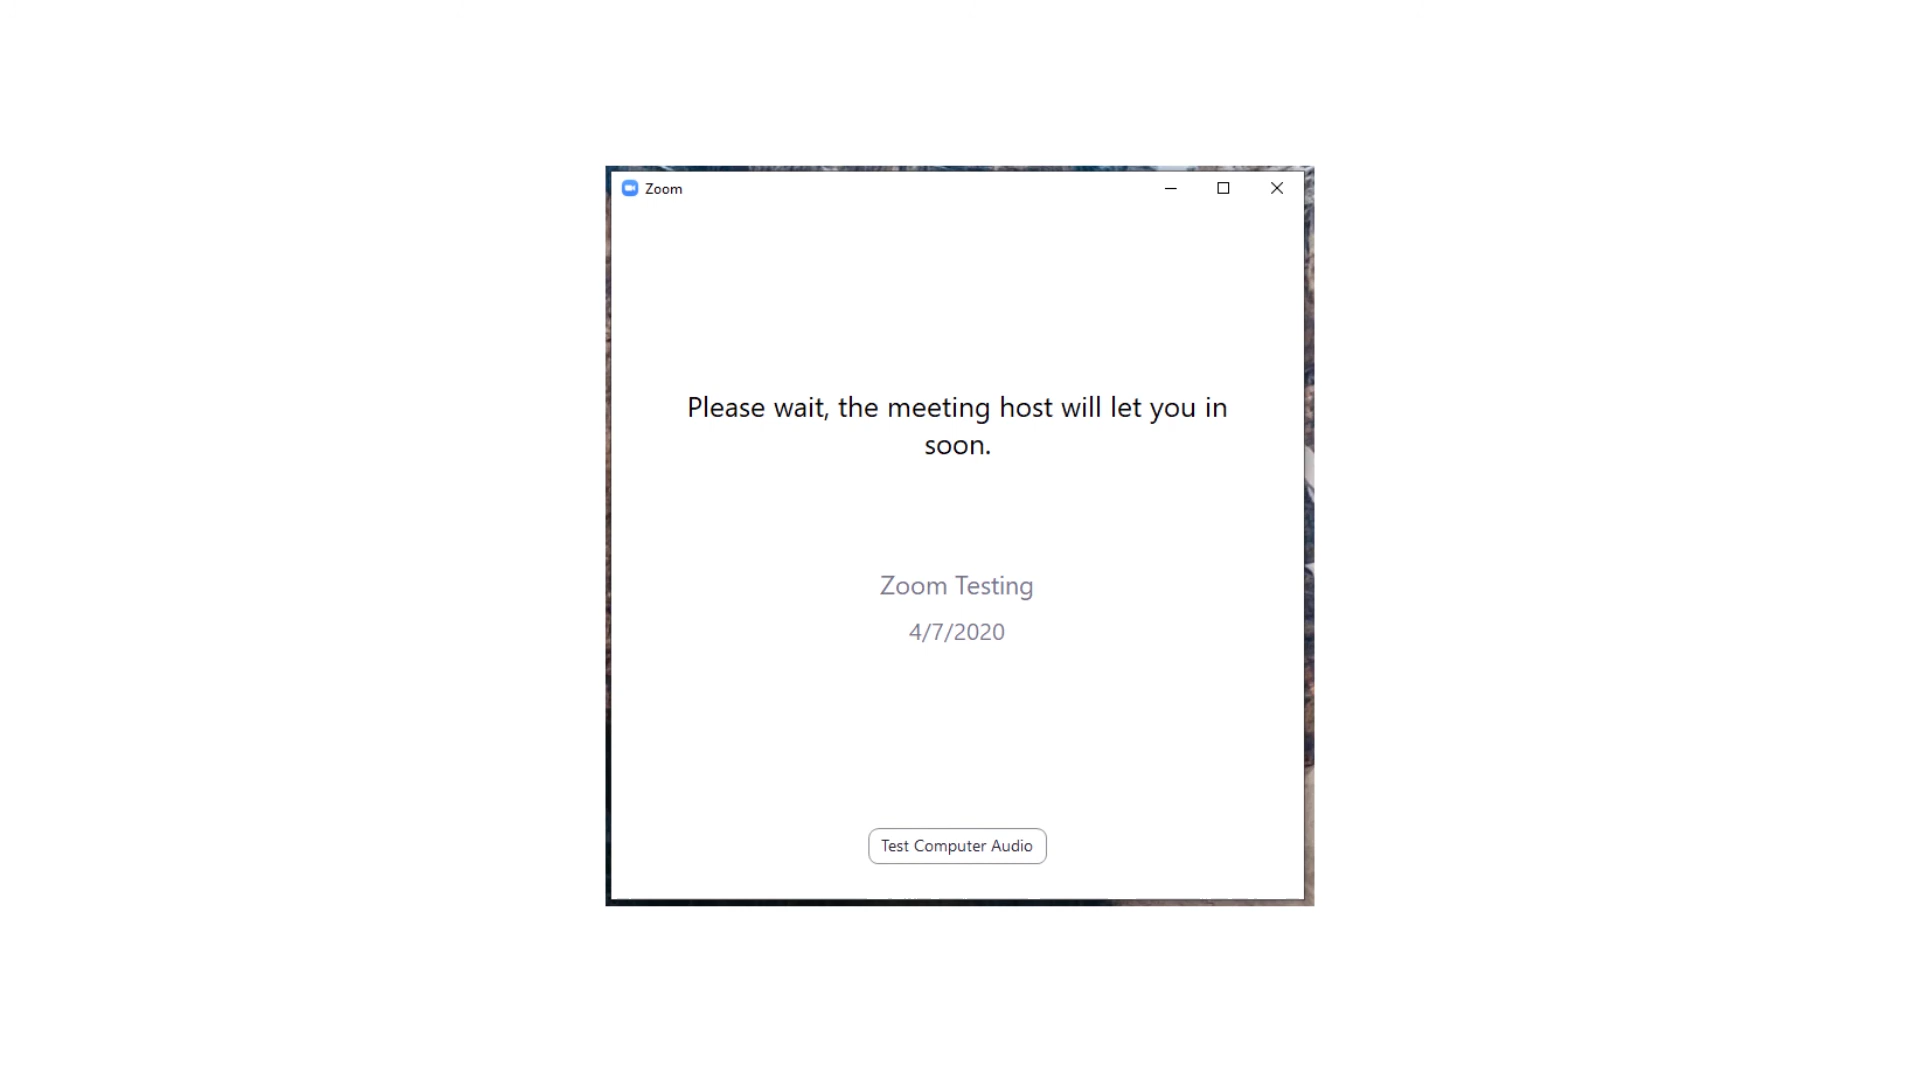 Zoom
Please wait, the meeting host will let you in
soon.
Zoom Testing
4/7/2020
Test Computer Audio